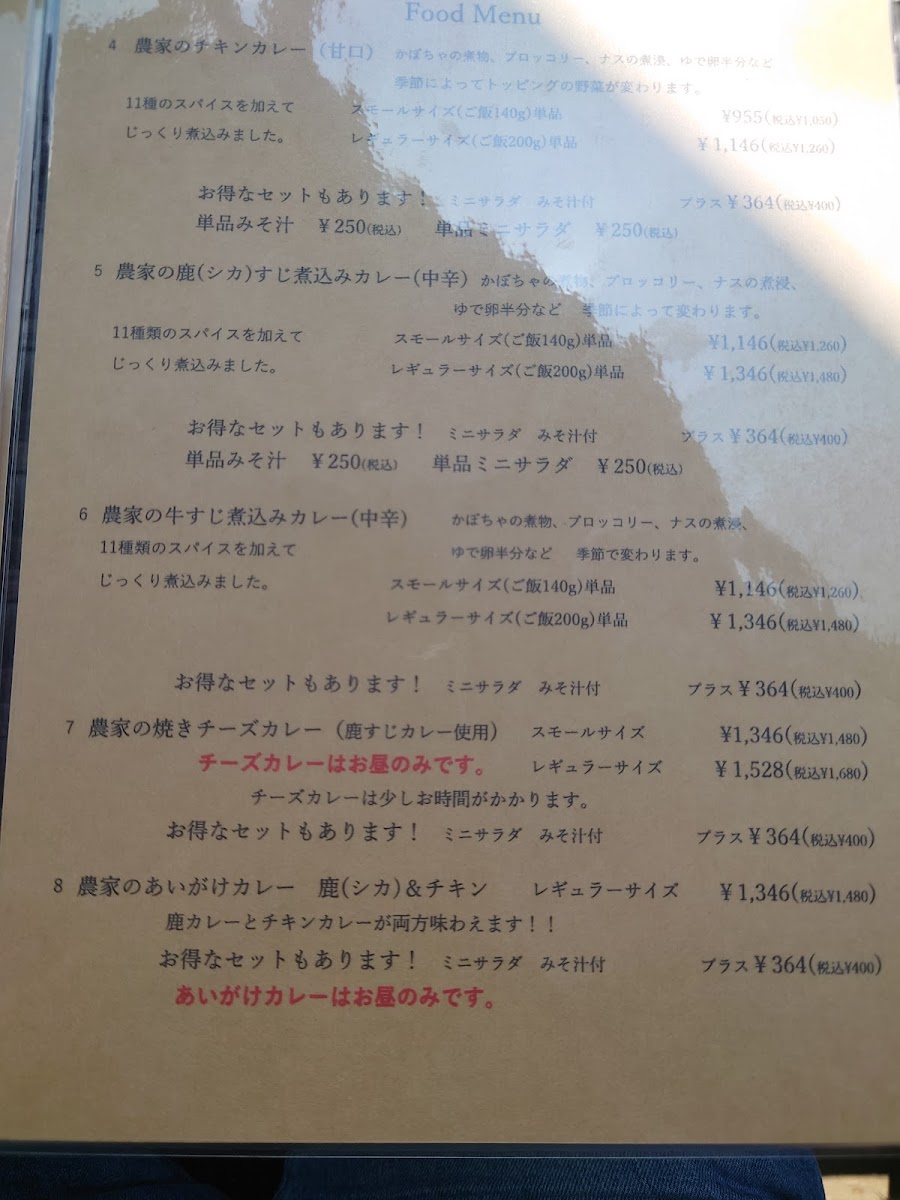 Food Menu
4 農家のチキンカレー（甘口） かぼちゃの煮物、ブロッコリー、ナスの煮浸、ゆで卵半分など
季節によってトッピングの野菜が変わります。
11種のスパイスを加えて スモールサイズ(ご飯140g)単品 ¥955(税込¥1,050)
じっくり煮込みました。 レギュラーサイズ(ご飯200g)単品 ¥1,146(税込¥1,260)
お得なセットもあります！ ミニサラダ みそ汁付 プラス¥364(税込¥400)
単品みそ汁 ¥250(税込) 単品ミニサラダ ¥250(税込)
5 農家の鹿(シカ)すじ煮込みカレー(中辛) かぼちゃの煮物、ブロッコリー、ナスの煮浸、
ゆで卵半分など 季節によって変わります。
11種類のスパイスを加えて スモールサイズ(ご飯140g)単品 ¥1,146(税込¥1,260)
じっくり煮込みました。 レギュラーサイズ(ご飯200g)単品 ¥1,346(税込¥1,480)
お得なセットもあります！ ミニサラダ みそ汁付 プラス¥364(税込¥400)
単品みそ汁 ¥250(税込) 単品ミニサラダ ¥250(税込)
6 農家の牛すじ煮込みカレー(中辛) かぼちゃの煮物、ブロッコリー、ナスの煮浸、
11種類のスパイスを加えて ゆで卵半分など 季節で変わります。
じっくり煮込みました。 スモールサイズ(ご飯140g)単品 ¥1,146(税込¥1,260)
レギュラーサイズ(ご飯200g)単品 ¥1,346(税込¥1,480)
お得なセットもあります！ ミニサラダ みそ汁付 プラス¥364(税込¥400)
7 農家の焼きチーズカレー（鹿すじカレー使用） スモールサイズ ¥1,346(税込¥1,480)
チーズカレーはお昼のみです。 レギュラーサイズ ¥1,528(税込¥1,680)
チーズカレーは少しお時間がかかります。
お得なセットもあります！ ミニサラダ みそ汁付 プラス¥364(税込¥400)
8 農家のあいがけカレー 鹿(シカ)&チキン レギュラーサイズ ¥1,346(税込¥1,480)
鹿カレーとチキンカレーが両方味わえます！！
お得なセットもあります！ ミニサラダ みそ汁付 プラス¥364(税込¥400)
あいがけカレーはお昼のみです。